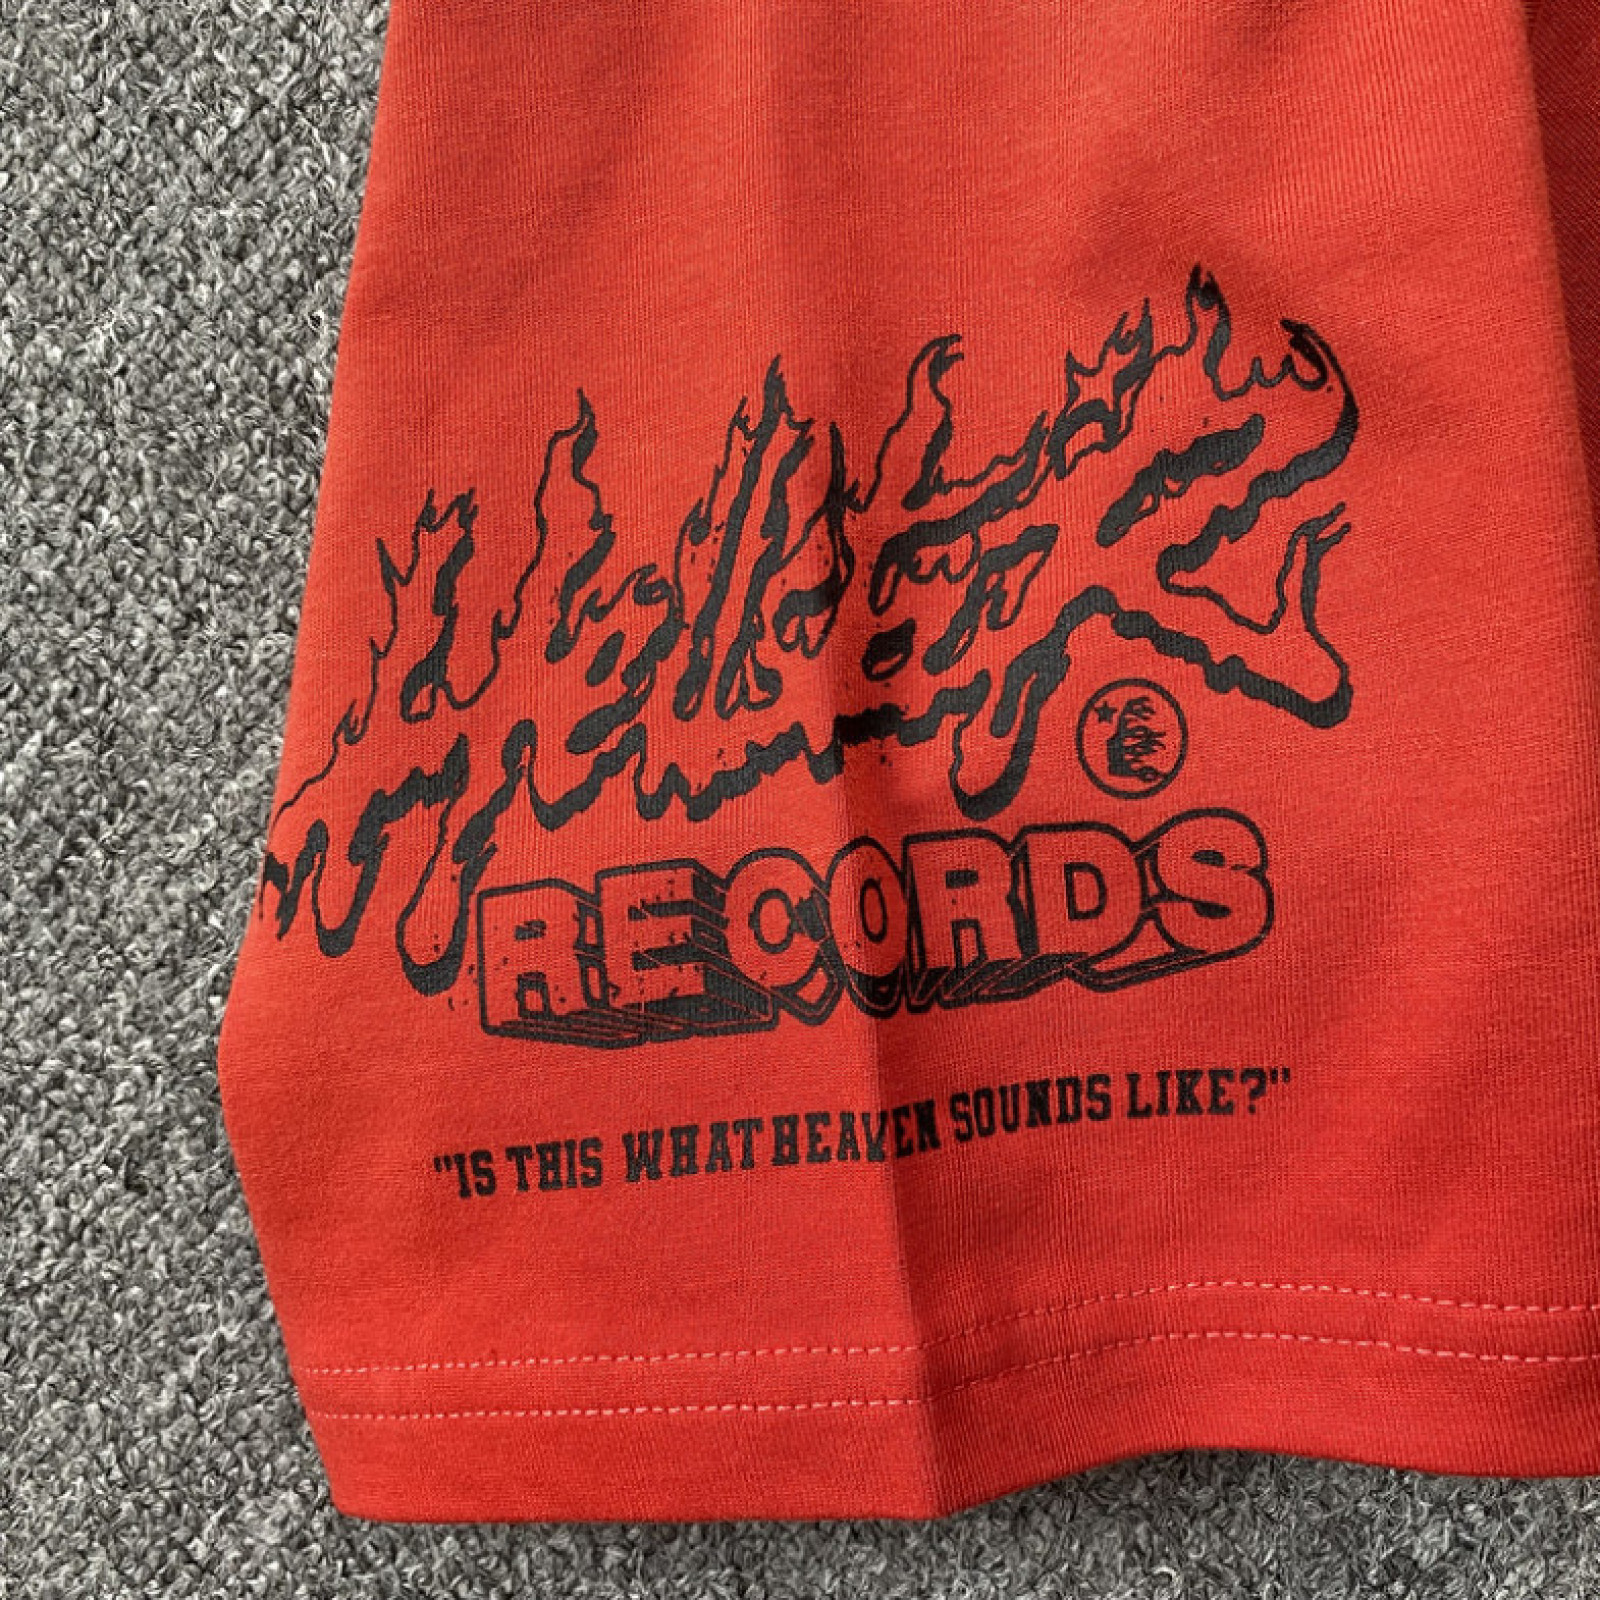 RECORDS
"IS THIS WHAT HEAVEN SOUNDS LIKE?"